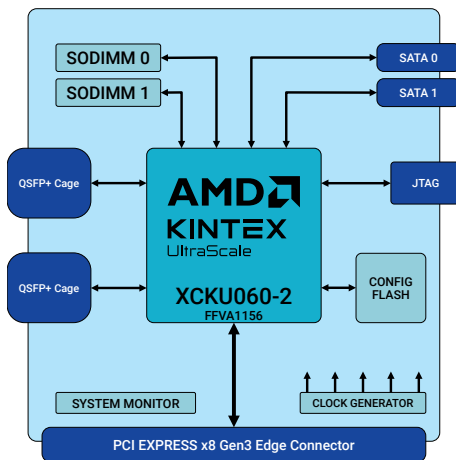 SODIMM 0
SODIMM 1
SATA 0
SATA 1
QSFP+ Cage
AMD
KINTEX
UltraScale
XCKU060-2
FFVA1156
JTAG
QSFP+ Cage
CONFIG
FLASH
SYSTEM MONITOR
CLOCK GENERATOR
PCI EXPRESS x8 Gen3 Edge Connector